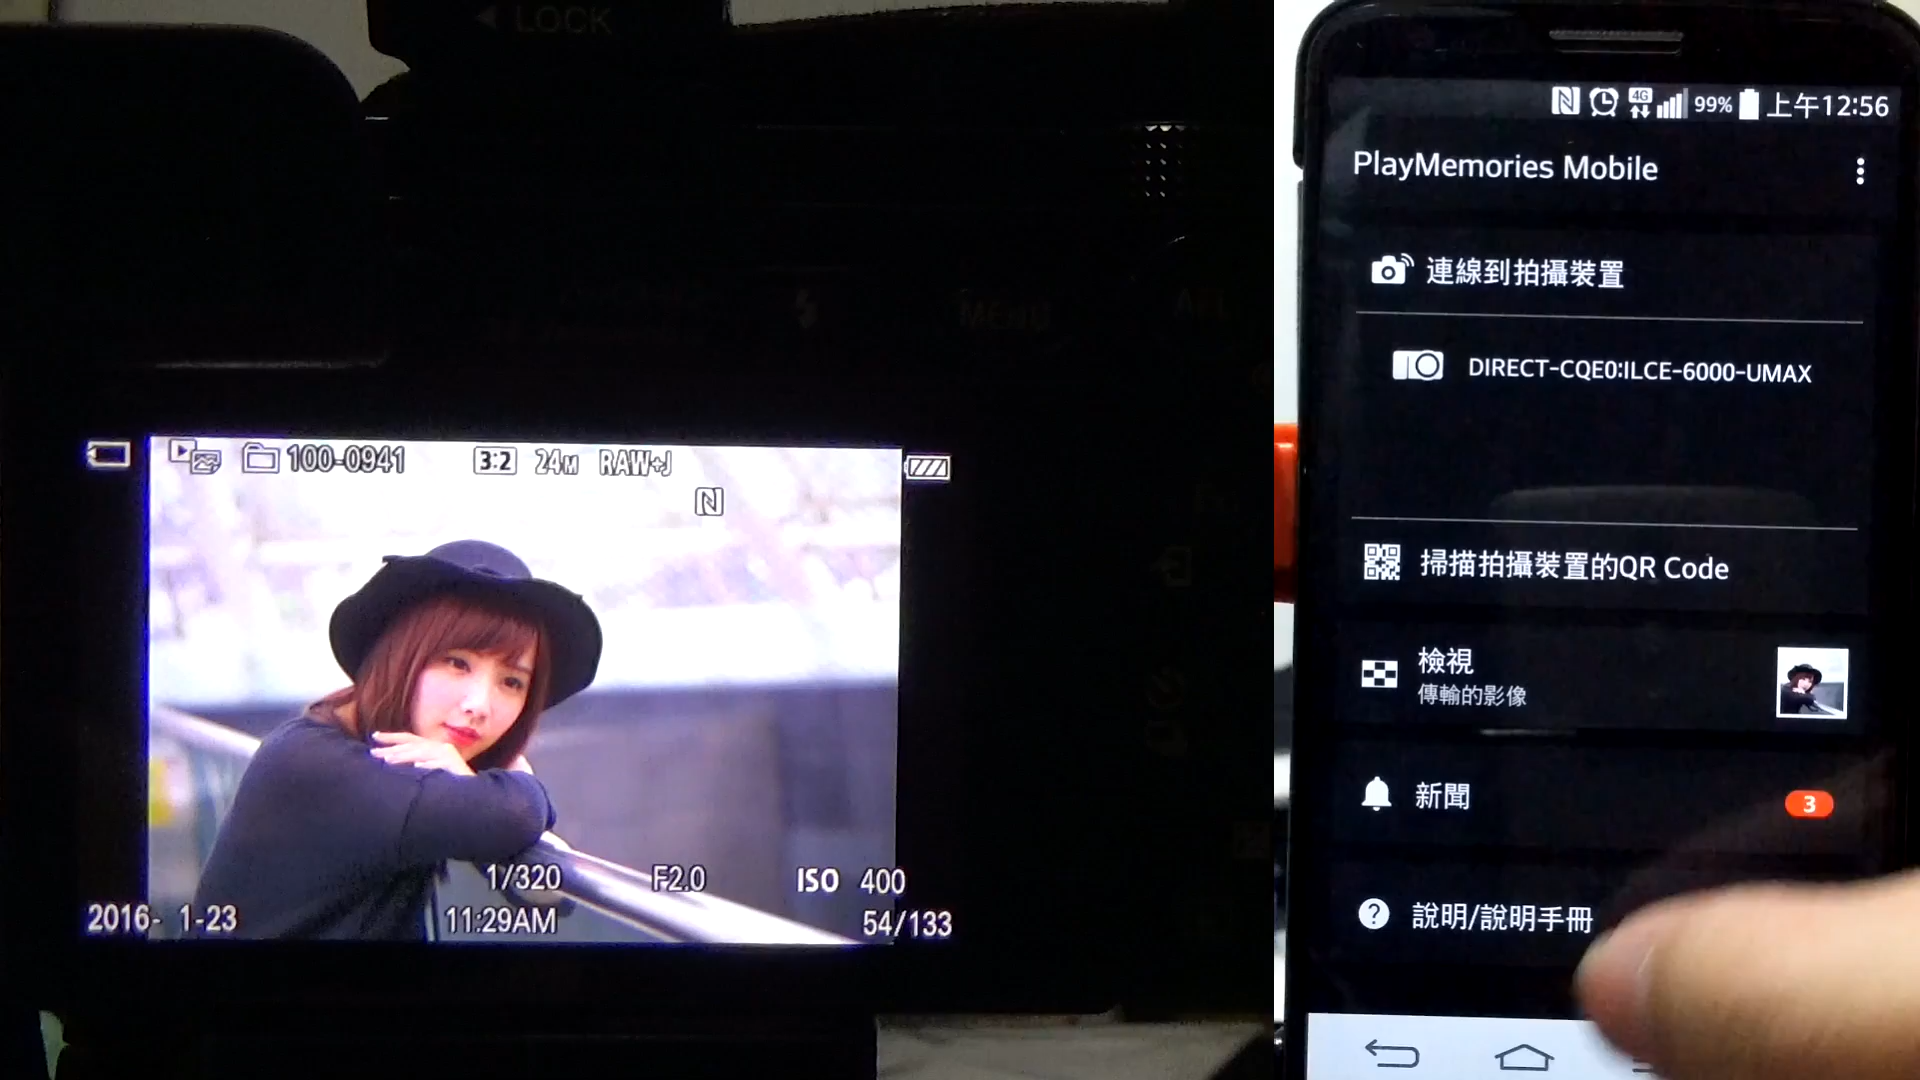 LOCK
MENU
100-0941 3:2 24M RAW+J
1/320 F2.0 ISO 400
2016- 1-23 11:29AM 54/133
4G 99% 上午12:56
PlayMemories Mobile
連線到拍攝裝置
DIRECT-CQE0:ILCE-6000-UMAX
掃描拍攝裝置的QR Code
檢視
傳輸的影像
新聞 3
說明/說明手冊